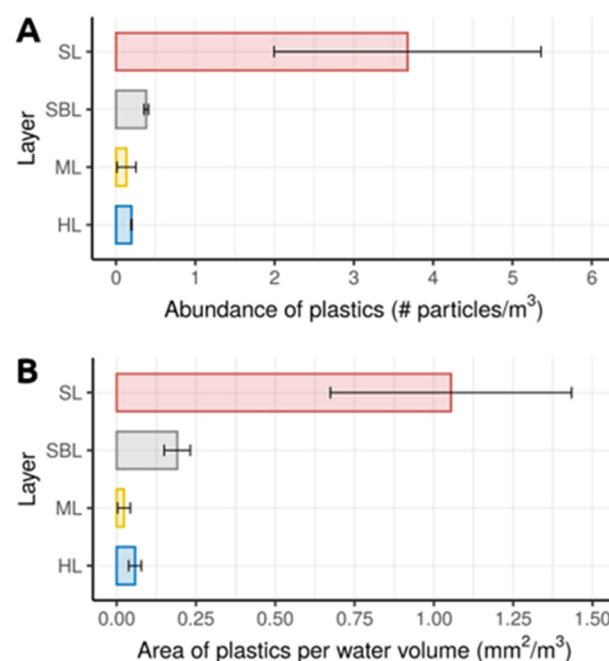 A
SL
SBL
ML
HL
Layer
0 1 2 3 4 5 6
Abundance of plastics (# particles/m³)
B
SL
SBL
ML
HL
Layer
0.00 0.25 0.50 0.75 1.00 1.25 1.50
Area of plastics per water volume (mm²/m³)